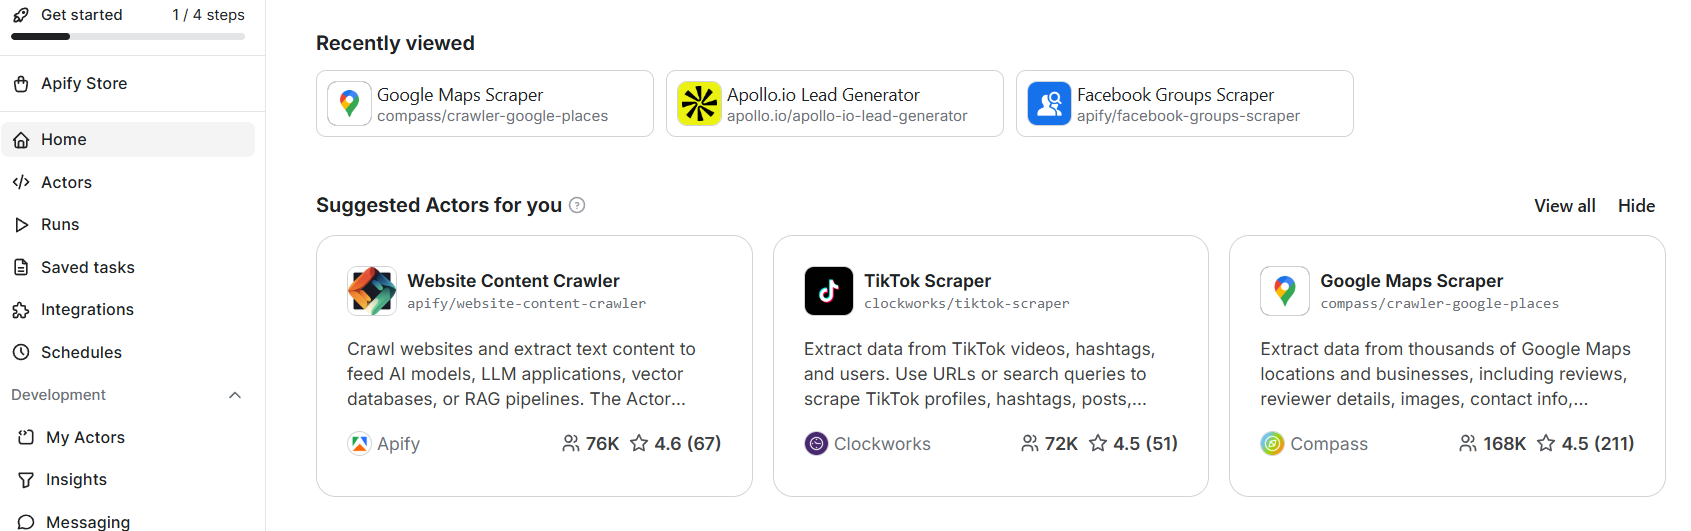 Get started 1 / 4 steps
Apify Store
Home
Actors
Runs
Saved tasks
Integrations
Schedules
Development
My Actors
Insights
Messaging
Recently viewed
Google Maps Scraper
compass/crawler-google-places
Apollo.io Lead Generator
apollo.io/apollo-io-lead-generator
Facebook Groups Scraper
apify/facebook-groups-scraper
Suggested Actors for you ?
View all Hide
Website Content Crawler
apify/website-content-crawler
Crawl websites and extract text content to
feed AI models, LLM applications, vector
databases, or RAG pipelines. The Actor...
Apify 76K 4.6 (67)
TikTok Scraper
clockworks/tiktok-scraper
Extract data from TikTok videos, hashtags,
and users. Use URLs or search queries to
scrape TikTok profiles, hashtags, posts,...
Clockworks 72K 4.5 (51)
Google Maps Scraper
compass/crawler-google-places
Extract data from thousands of Google Maps
locations and businesses, including reviews,
reviewer details, images, contact info,...
Compass 168K 4.5 (211)